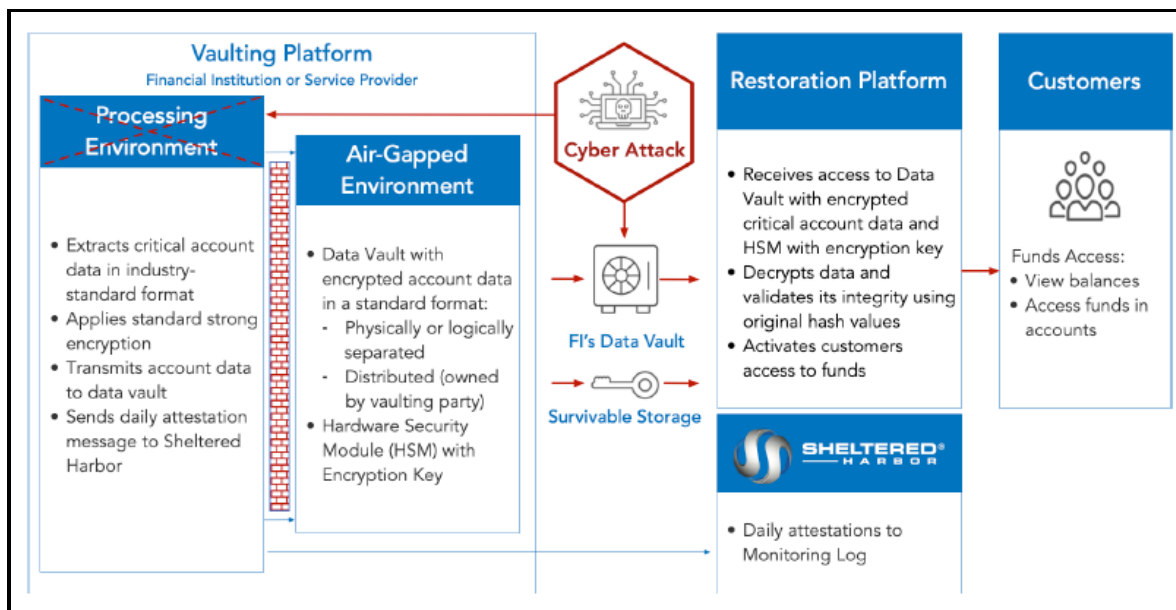 Vaulting Platform
Financial Institution or Service Provider
Processing
Environment
• Extracts critical account
data in industry-
standard format
• Applies standard strong
encryption
• Transmits account data
to data vault
• Sends daily attestation
message to Sheltered
Harbor
Air-Gapped
Environment
• Data Vault with
encrypted account data
in a standard format:
- Physically or logically
separated
- Distributed (owned
by vaulting party)
• Hardware Security
Module (HSM) with
Encryption Key
Cyber Attack
FI's Data Vault
Survivable Storage
Restoration Platform
• Receives access to Data
Vault with encrypted
critical account data and
HSM with encryption key
• Decrypts data and
validates its integrity using
original hash values
• Activates customers
access to funds
SHELTERED®
HARBOR
• Daily attestations to
Monitoring Log
Customers
Funds Access:
• View balances
• Access funds in
accounts